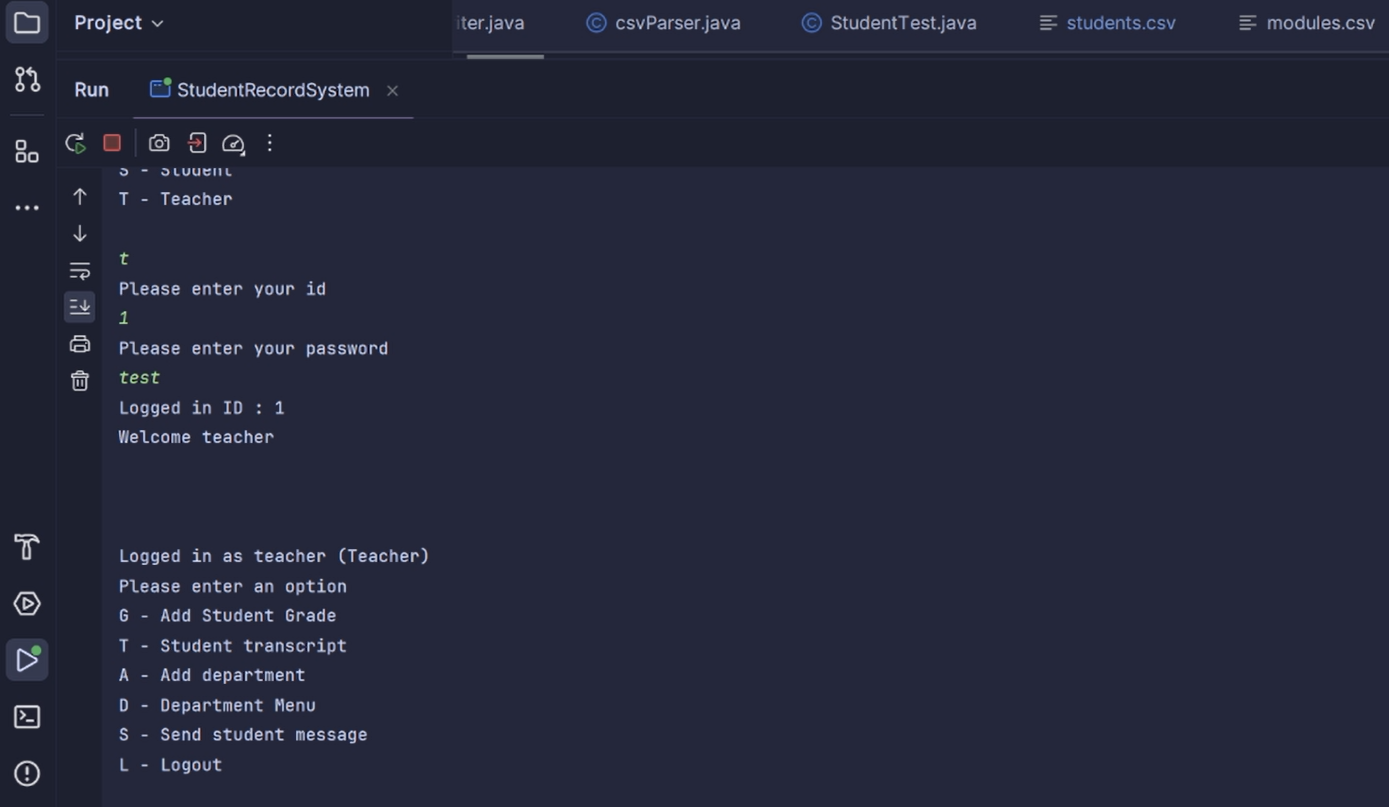 Project
iter.java
csvParser.java
StudentTest.java
students.csv
modules.csv
Run
StudentRecordSystem
S - Student
T - Teacher
t
Please enter your id
1
Please enter your password
test
Logged in ID : 1
Welcome teacher
Logged in as teacher (Teacher)
Please enter an option
G - Add Student Grade
T - Student transcript
A - Add department
D - Department Menu
S - Send student message
L - Logout